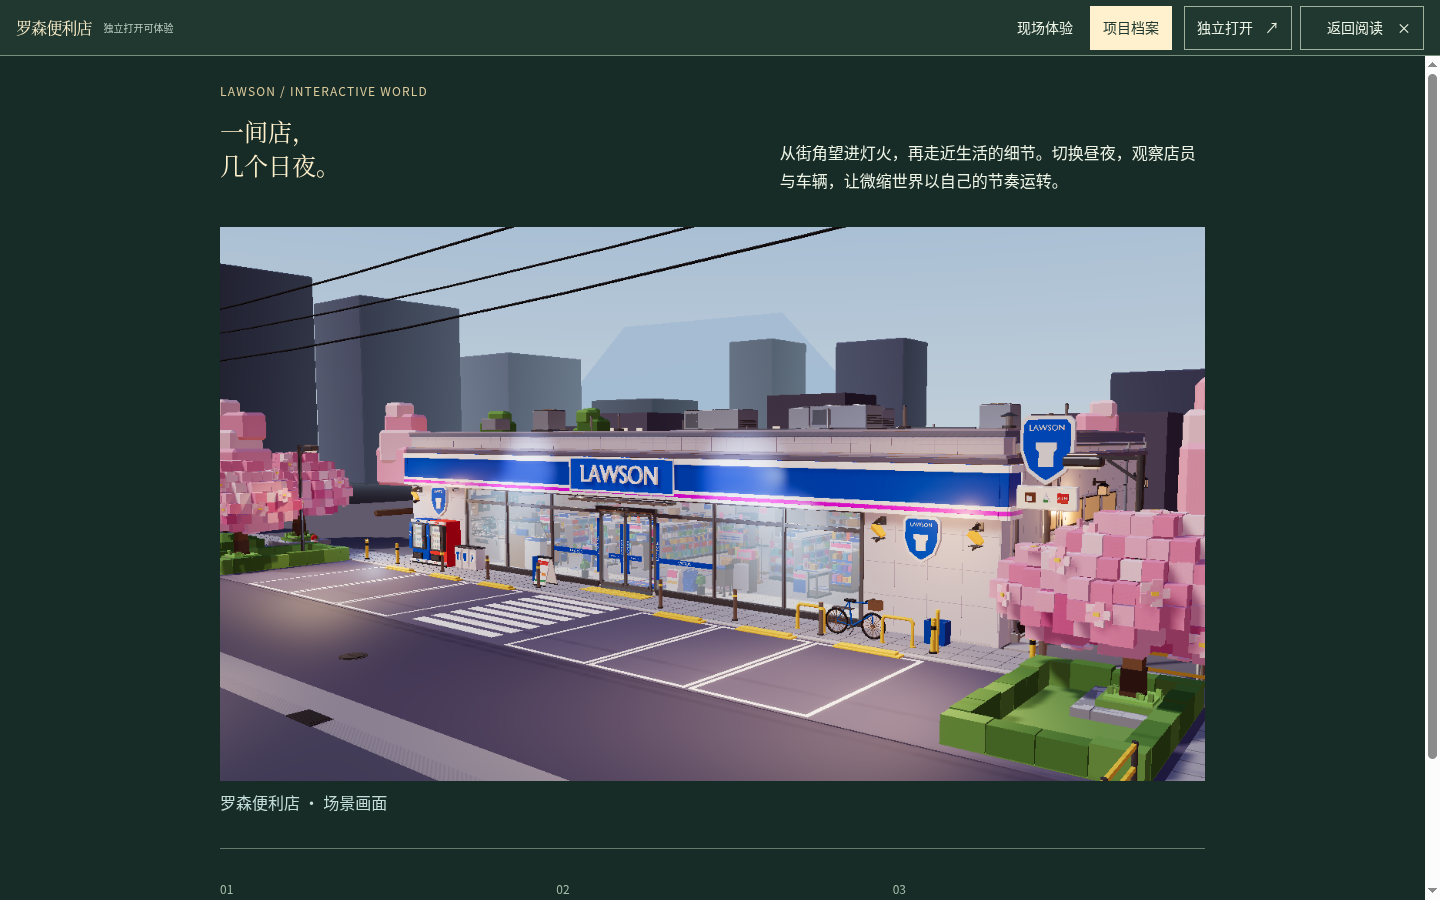 罗森便利店
独立打开可体验
现场体验
项目档案
独立打开 ↗
返回阅读 ×
LAWSON / INTERACTIVE WORLD
一间店,
几个日夜。
从街角望进灯火，再走近生活的细节。切换昼夜，观察店员
与车辆，让微缩世界以自己的节奏运转。
LAWSON
LAWSON
LAWSON
罗森便利店 · 场景画面
01
02
03